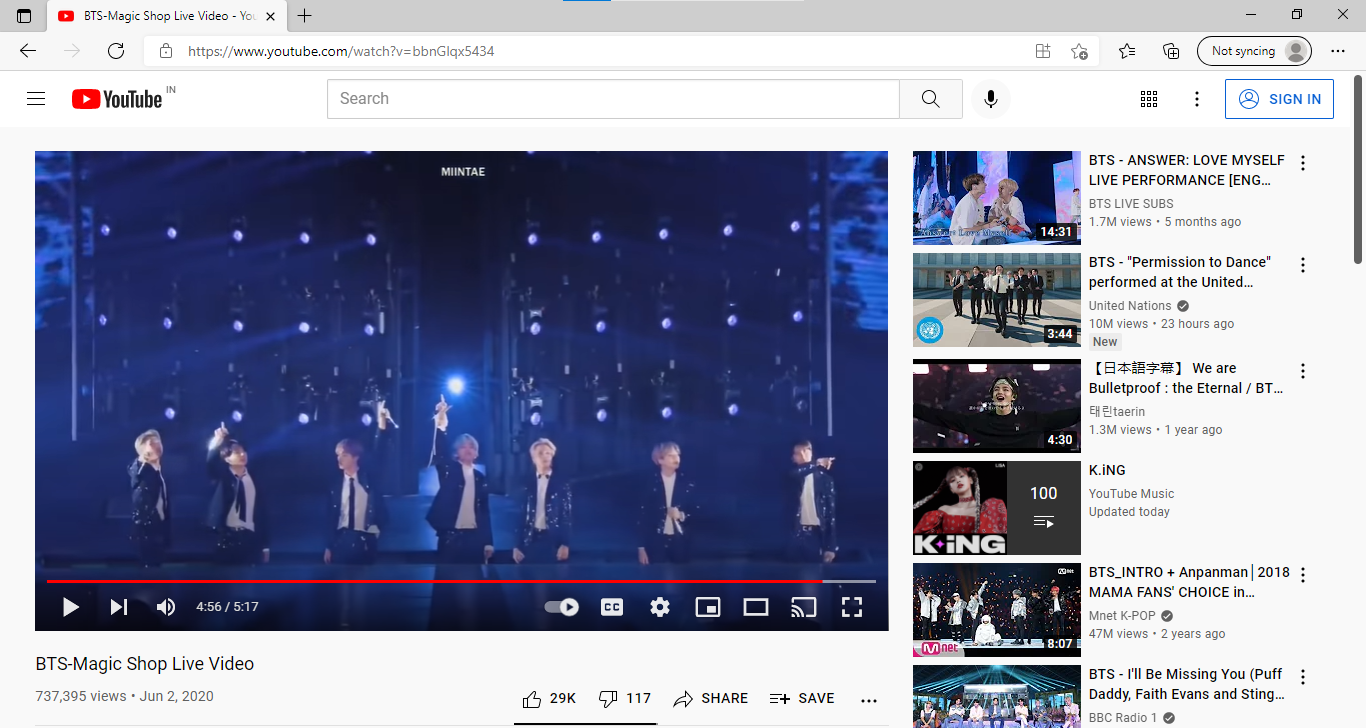 BTS-Magic Shop Live Video - You
https://www.youtube.com/watch?v=bbnGlqx5434
Not syncing
YouTube IN
Search
SIGN IN
MIINTAE
4:56 / 5:17
CC
BTS-Magic Shop Live Video
737,395 views • Jun 2, 2020
29K
117
SHARE
SAVE
14:31
BTS - ANSWER: LOVE MYSELF
LIVE PERFORMANCE [ENG...
BTS LIVE SUBS
1.7M views • 5 months ago
3:44
BTS - "Permission to Dance"
performed at the United...
United Nations
10M views • 23 hours ago
New
4:30
【日本語字幕】 We are
Bulletproof : the Eternal / BT...
태린taerin
1.3M views • 1 year ago
LISA
K•iNG
100
K.iNG
YouTube Music
Updated today
Mnet
8:07
BTS_INTRO + Anpanman│2018
MAMA FANS' CHOICE in...
Mnet K-POP
47M views • 2 years ago
BTS - I'll Be Missing You (Puff
Daddy, Faith Evans and Sting...
BBC Radio 1